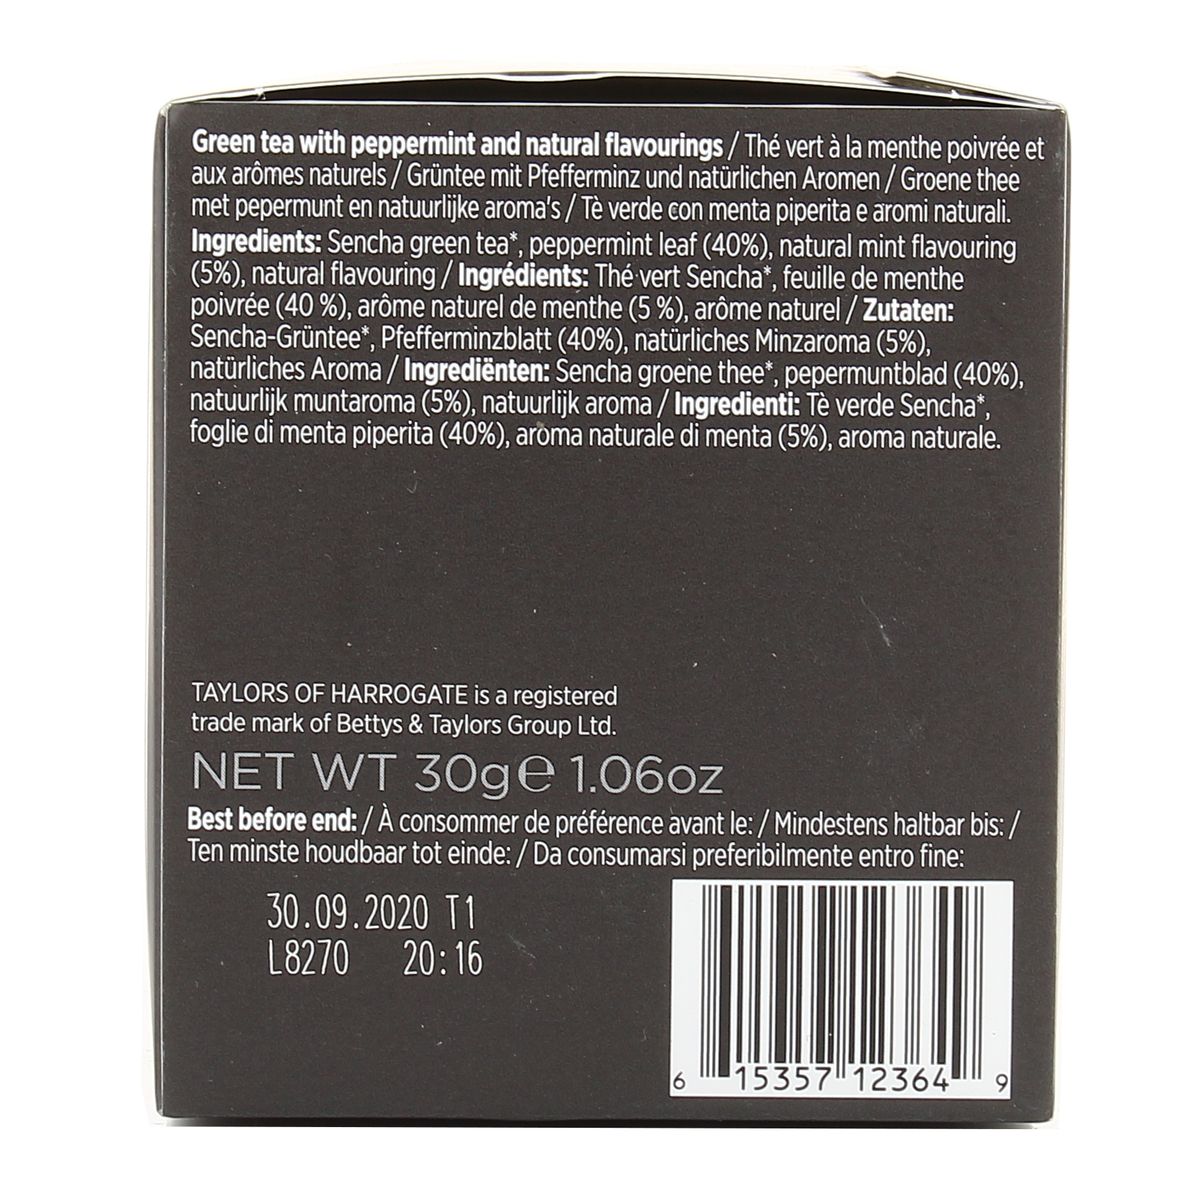 Green tea with peppermint and natural flavourings / Thé vert à la menthe poivrée et
aux arômes naturels / Grüntee mit Pfefferminz und natürlichen Aromen / Groene thee
met pepermunt en natuurlijke aroma's / Tè verde con menta piperita e aromi naturali.
Ingredients: Sencha green tea*, peppermint leaf (40%), natural mint flavouring
(5%), natural flavouring / Ingrédients: Thé vert Sencha*, feuille de menthe
poivrée (40 %), arôme naturel de menthe (5 %), arôme naturel / Zutaten:
Sencha-Grüntee*, Pfefferminzblatt (40%), natürliches Minzaroma (5%),
natürliches Aroma / Ingrediënten: Sencha groene thee*, pepermuntblad (40%),
natuurlijk muntaroma (5%), natuurlijk aroma / Ingredienti: Tè verde Sencha*,
foglie di menta piperita (40%), aroma naturale di menta (5%), aroma naturale.
TAYLORS OF HARROGATE is a registered
trade mark of Bettys & Taylors Group Ltd.
NET WT 30g℮ 1.06oz
Best before end: / À consommer de préférence avant le: / Mindestens haltbar bis: /
Ten minste houdbaar tot einde: / Da consumarsi preferibilmente entro fine:
30.09.2020 T1
L8270 20:16
6 15357 12364 9